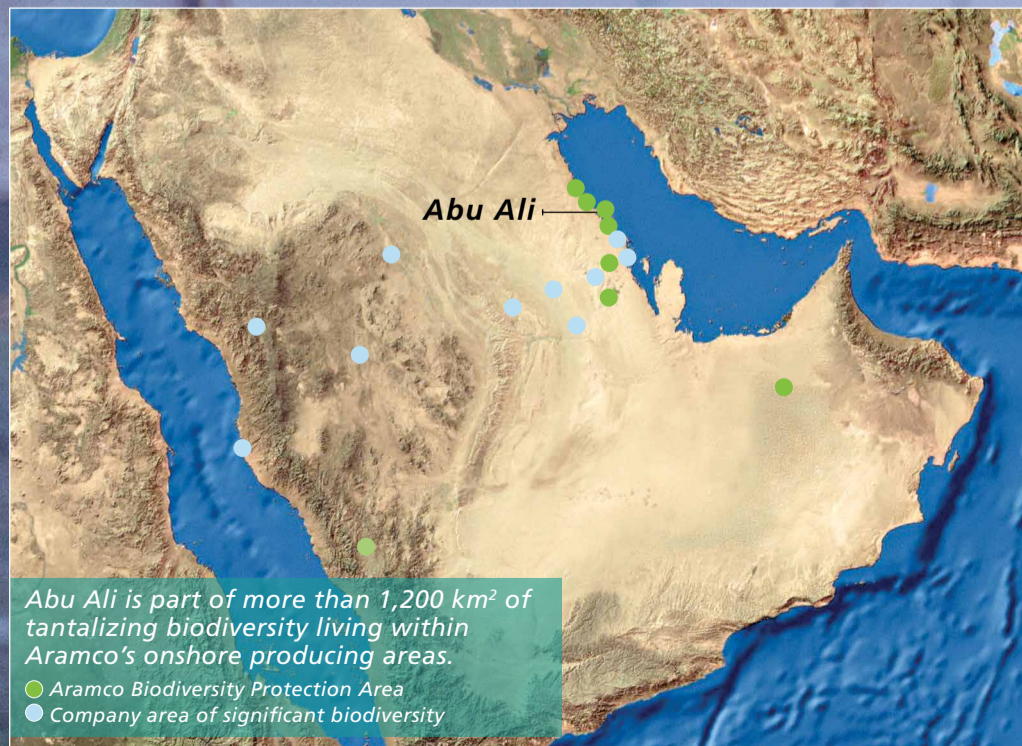 Abu Ali
Abu Ali is part of more than 1,200 km² of
tantalizing biodiversity living within
Aramco’s onshore producing areas.
Aramco Biodiversity Protection Area
Company area of significant biodiversity